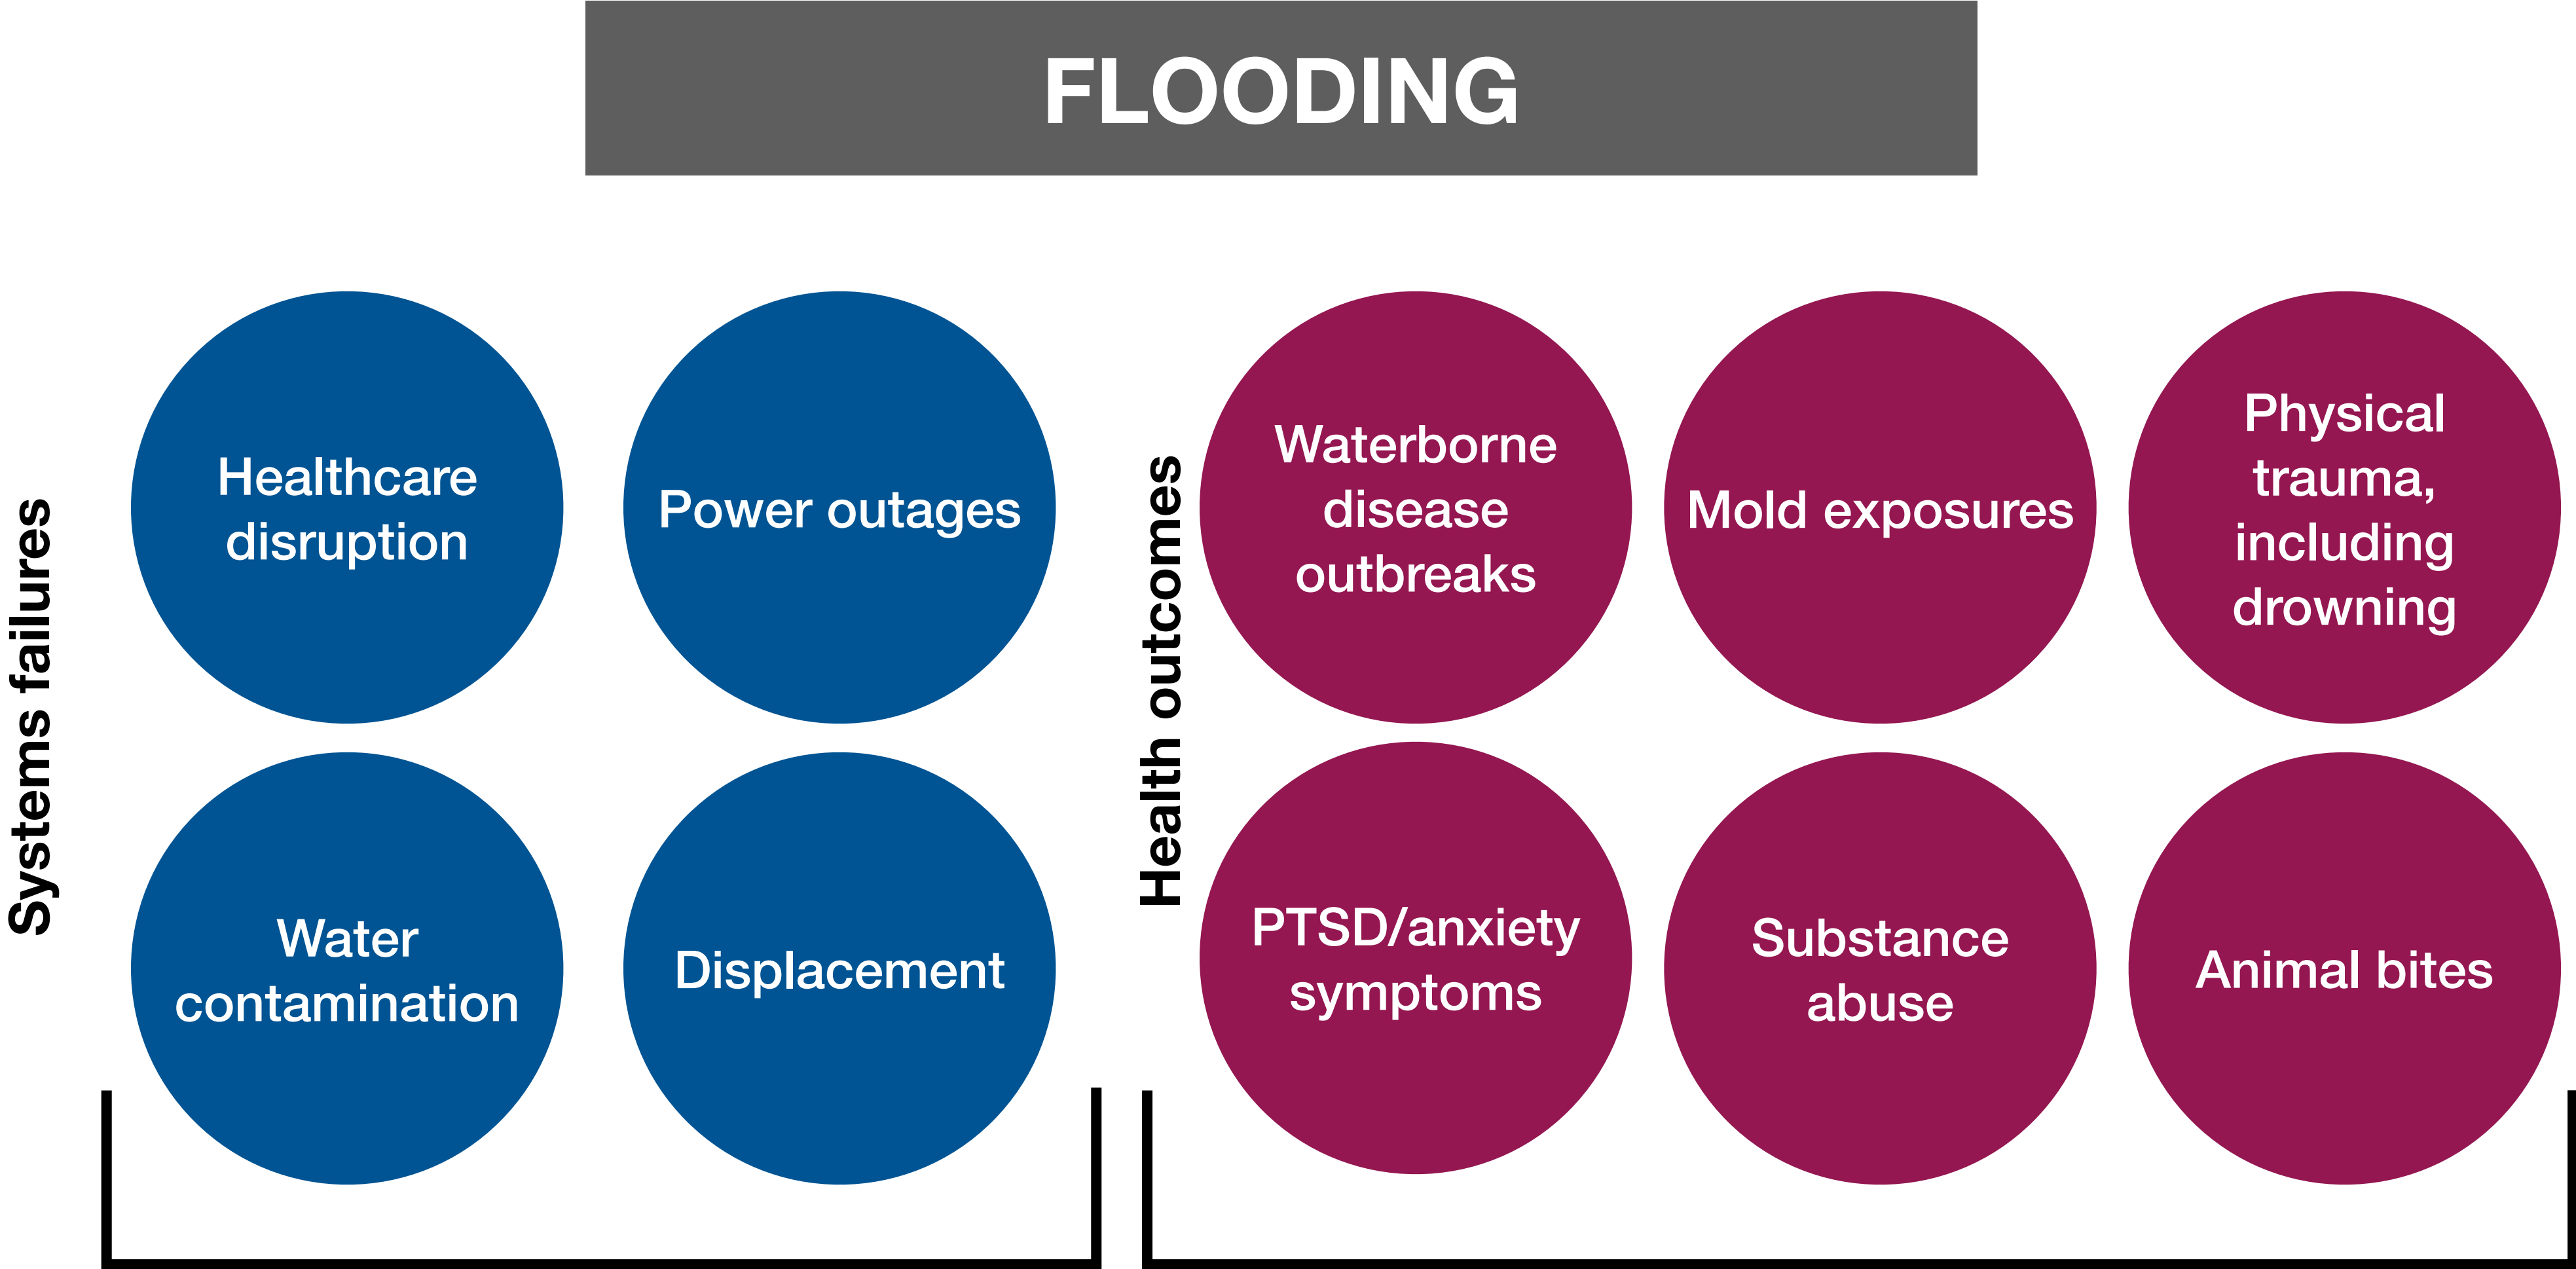 FLOODING
Systems failures
Healthcare
disruption
Power outages
Water
contamination
Displacement
Health outcomes
Waterborne
disease
outbreaks
Mold exposures
Physical
trauma,
including
drowning
PTSD/anxiety
symptoms
Substance
abuse
Animal bites